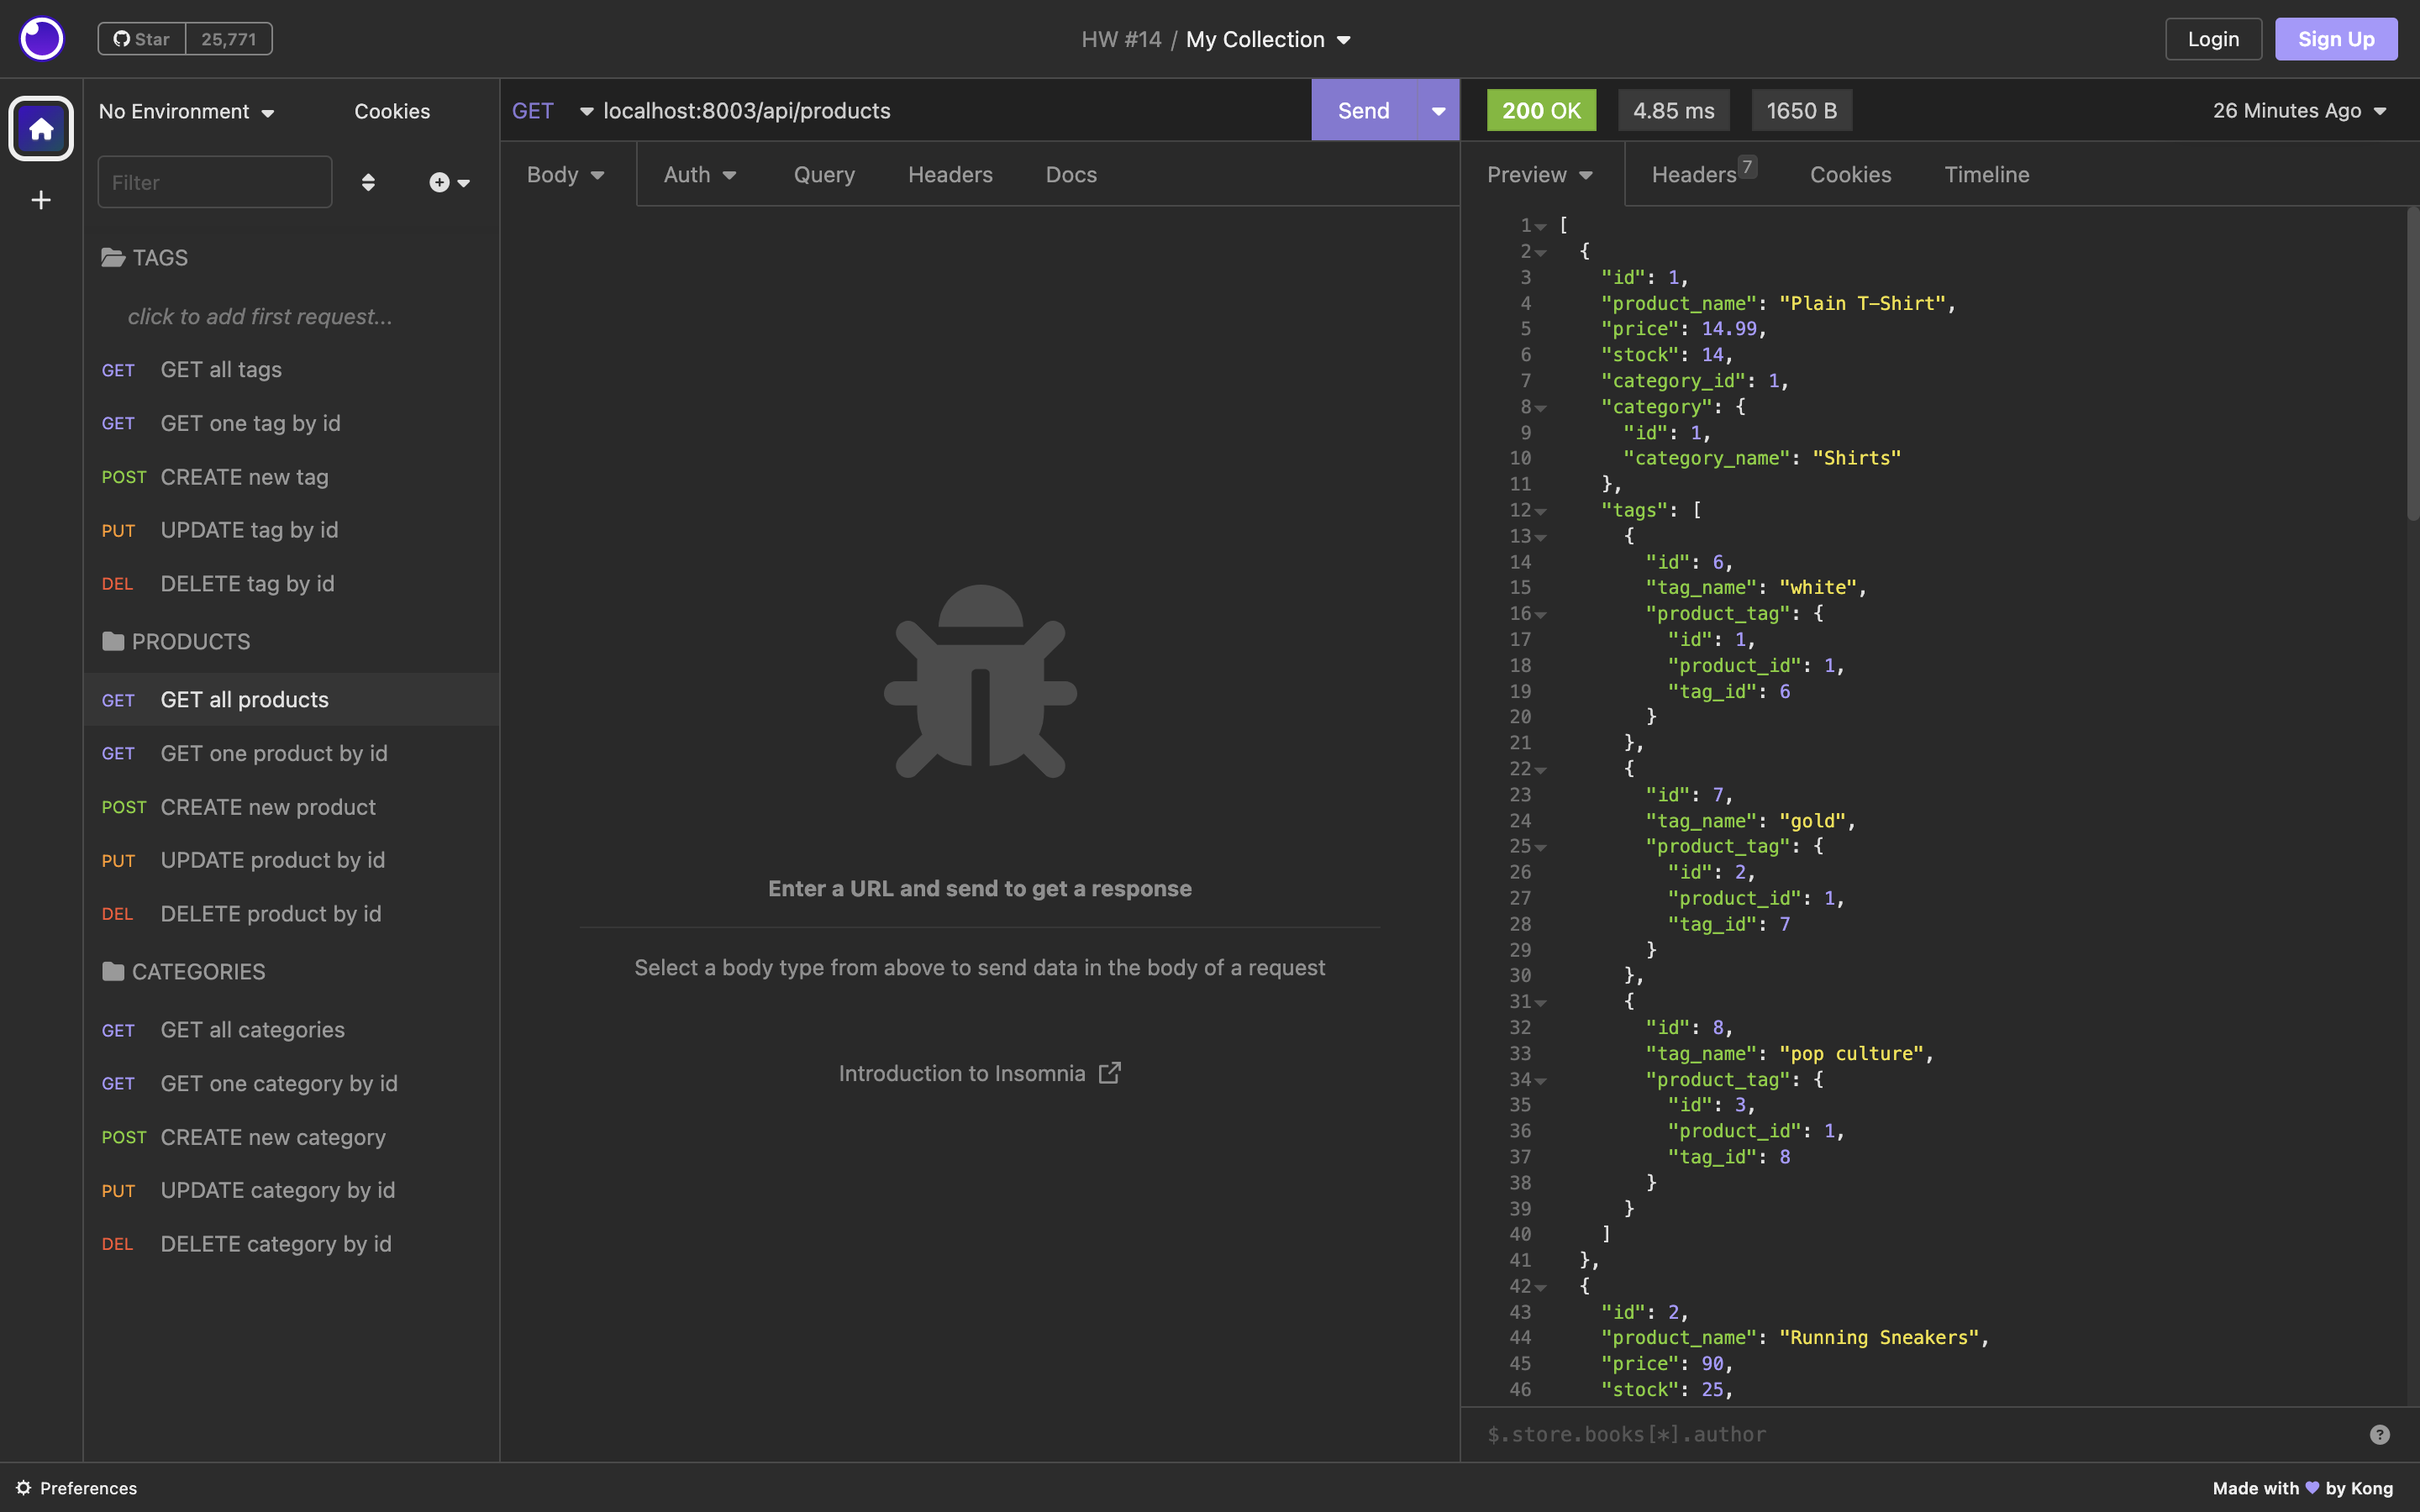 Star 25,771
HW #14 / My Collection
Login
Sign Up
No Environment
Cookies
Filter
TAGS
click to add first request...
GET GET all tags
GET GET one tag by id
POST CREATE new tag
PUT UPDATE tag by id
DEL DELETE tag by id
PRODUCTS
GET GET all products
GET GET one product by id
POST CREATE new product
PUT UPDATE product by id
DEL DELETE product by id
CATEGORIES
GET GET all categories
GET GET one category by id
POST CREATE new category
PUT UPDATE category by id
DEL DELETE category by id
GET localhost:8003/api/products
Send
Body Auth Query Headers Docs
Enter a URL and send to get a response
Select a body type from above to send data in the body of a request
Introduction to Insomnia
200 OK 4.85 ms 1650 B
26 Minutes Ago
Preview Headers 7 Cookies Timeline
1 [
2 {
3 "id": 1,
4 "product_name": "Plain T-Shirt",
5 "price": 14.99,
6 "stock": 14,
7 "category_id": 1,
8 "category": {
9 "id": 1,
10 "category_name": "Shirts"
11 },
12 "tags": [
13 {
14 "id": 6,
15 "tag_name": "white",
16 "product_tag": {
17 "id": 1,
18 "product_id": 1,
19 "tag_id": 6
20 }
21 },
22 {
23 "id": 7,
24 "tag_name": "gold",
25 "product_tag": {
26 "id": 2,
27 "product_id": 1,
28 "tag_id": 7
29 }
30 },
31 {
32 "id": 8,
33 "tag_name": "pop culture",
34 "product_tag": {
35 "id": 3,
36 "product_id": 1,
37 "tag_id": 8
38 }
39 }
40 ]
41 },
42 {
43 "id": 2,
44 "product_name": "Running Sneakers",
45 "price": 90,
46 "stock": 25,
$.store.books[*].author
?
Preferences
Made with 💜 by Kong